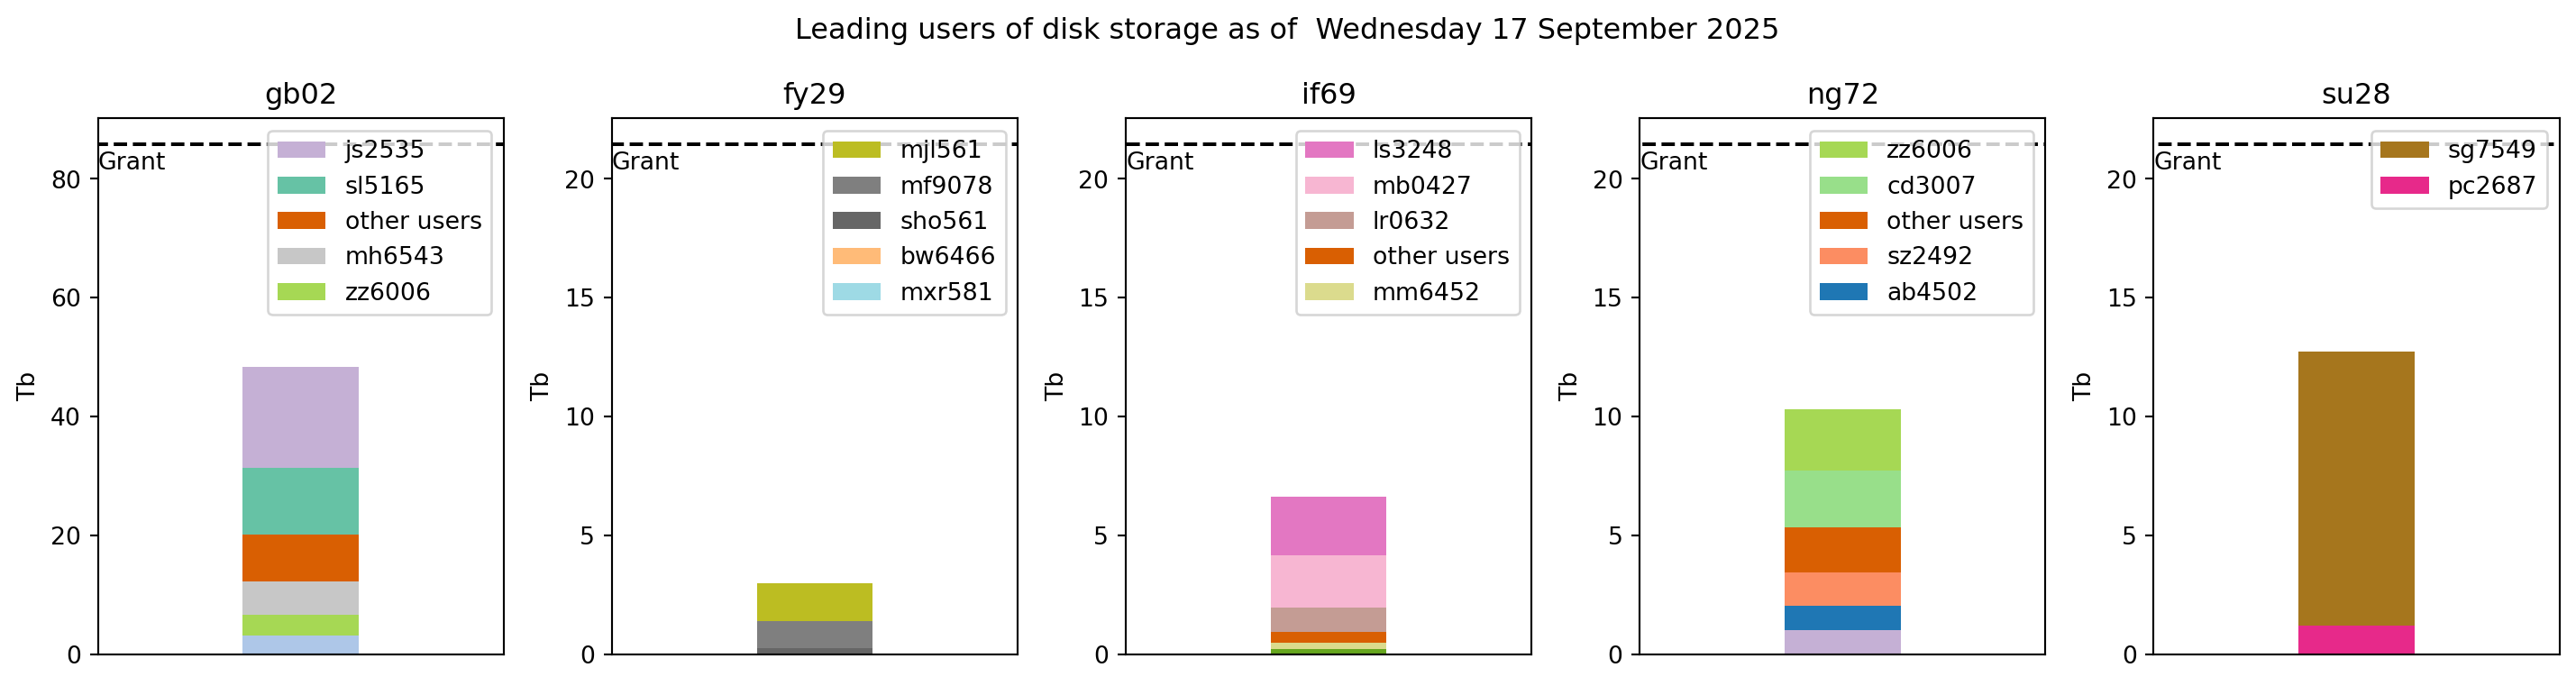 Leading users of disk storage as of  Wednesday 17 September 2025
gb02
Grant
js2535
sl5165
other users
mh6543
zz6006
80
60
40
20
0
Tb
fy29
Grant
mjl561
mf9078
sho561
bw6466
mxr581
20
15
10
5
0
Tb
if69
Grant
ls3248
mb0427
lr0632
other users
mm6452
20
15
10
5
0
Tb
ng72
Grant
zz6006
cd3007
other users
sz2492
ab4502
20
15
10
5
0
Tb
su28
Grant
sg7549
pc2687
20
15
10
5
0
Tb